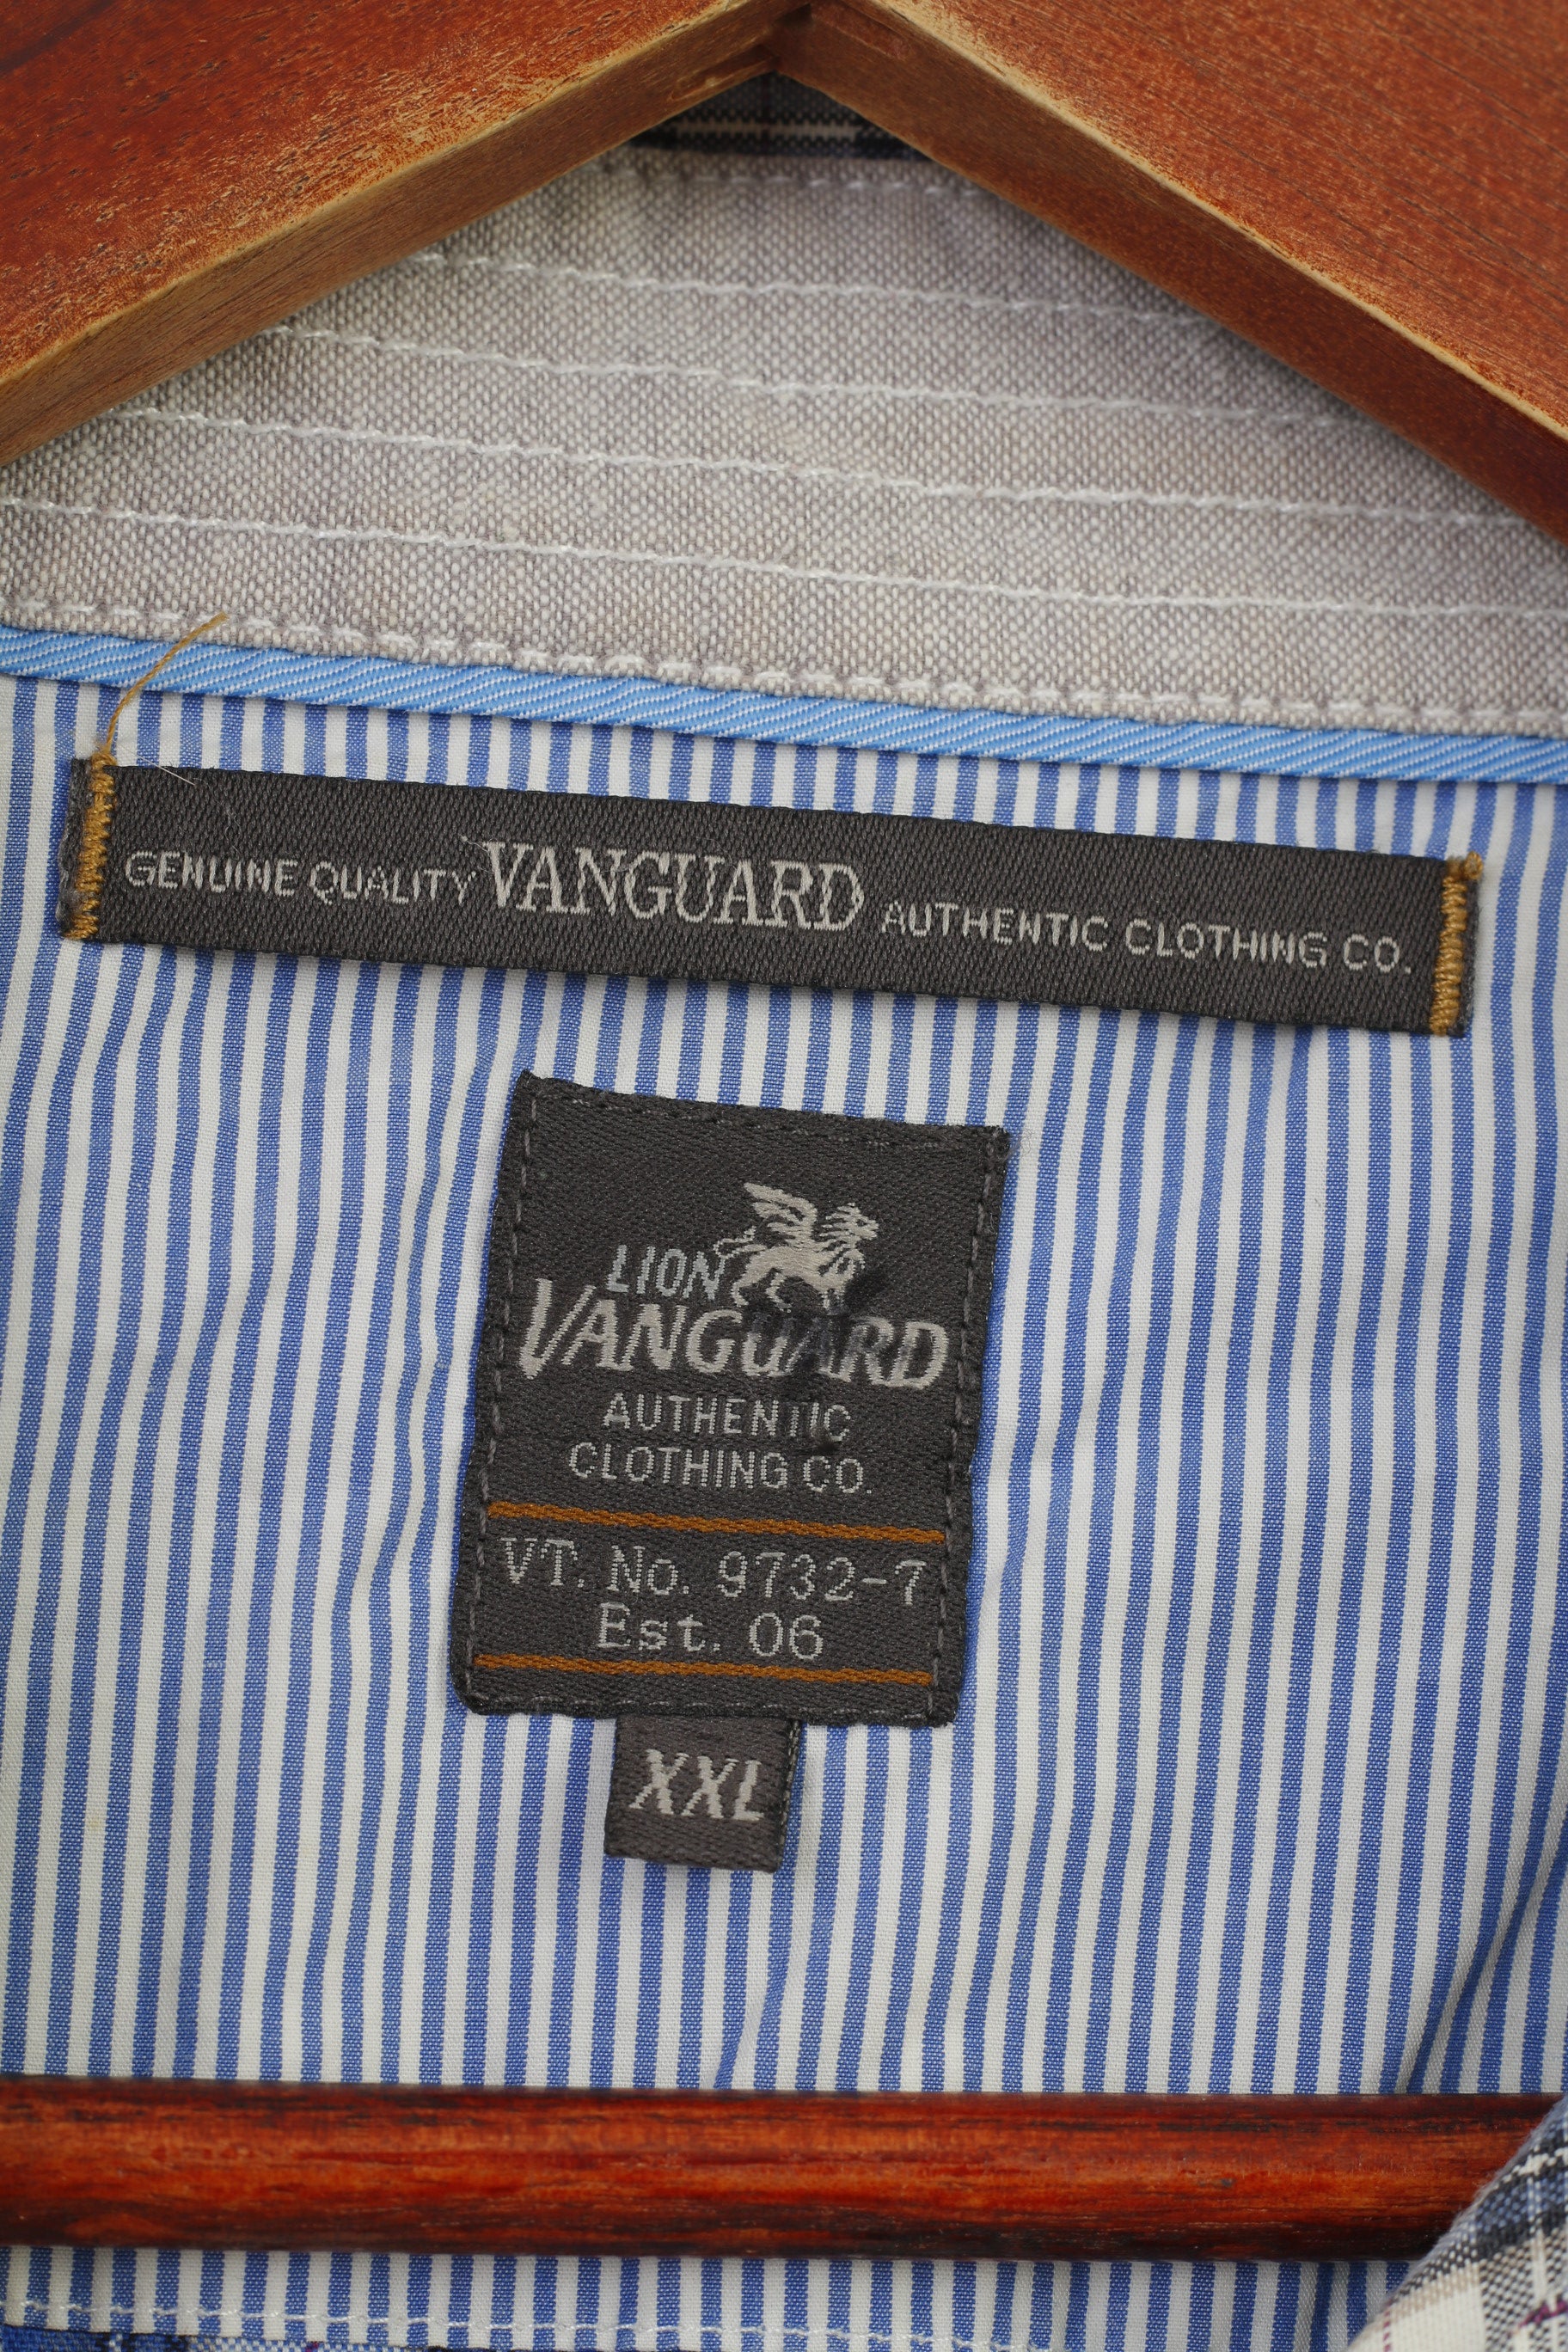 GENUINE QUALITY VANGUARD AUTHENTIC CLOTHING CO.
LION
VANGUARD
AUTHENTIC
CLOTHING CO.
VT. No. 9732-7
Est. 06
XXL